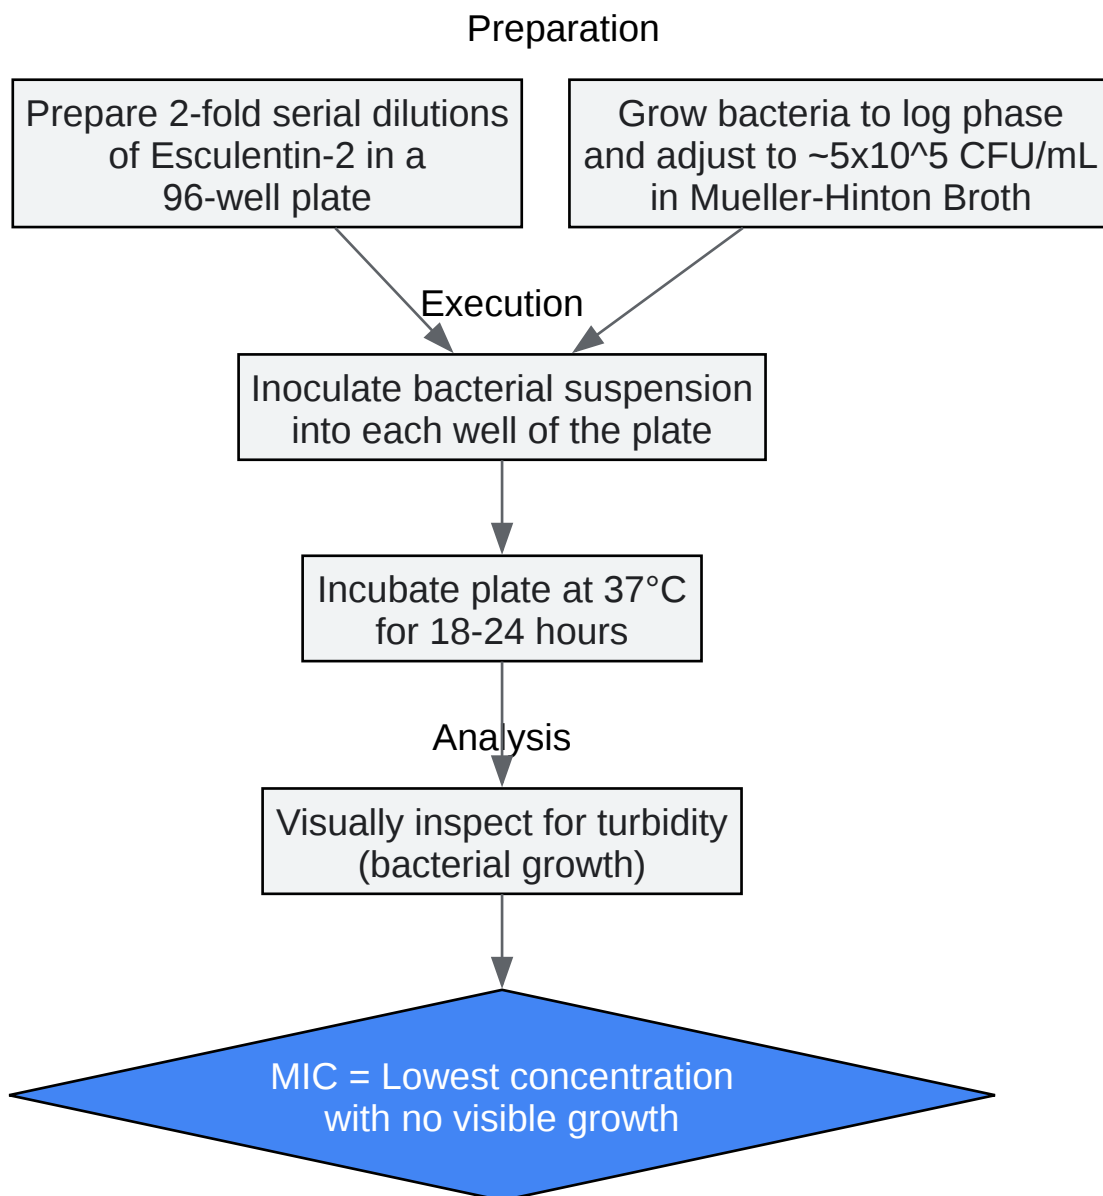 Preparation
Prepare 2-fold serial dilutions
of Esculentin-2 in a
96-well plate
Grow bacteria to log phase
and adjust to ~5x10^5 CFU/mL
in Mueller-Hinton Broth
Execution
Inoculate bacterial suspension
into each well of the plate
Incubate plate at 37°C
for 18-24 hours
Analysis
Visually inspect for turbidity
(bacterial growth)
MIC = Lowest concentration
with no visible growth